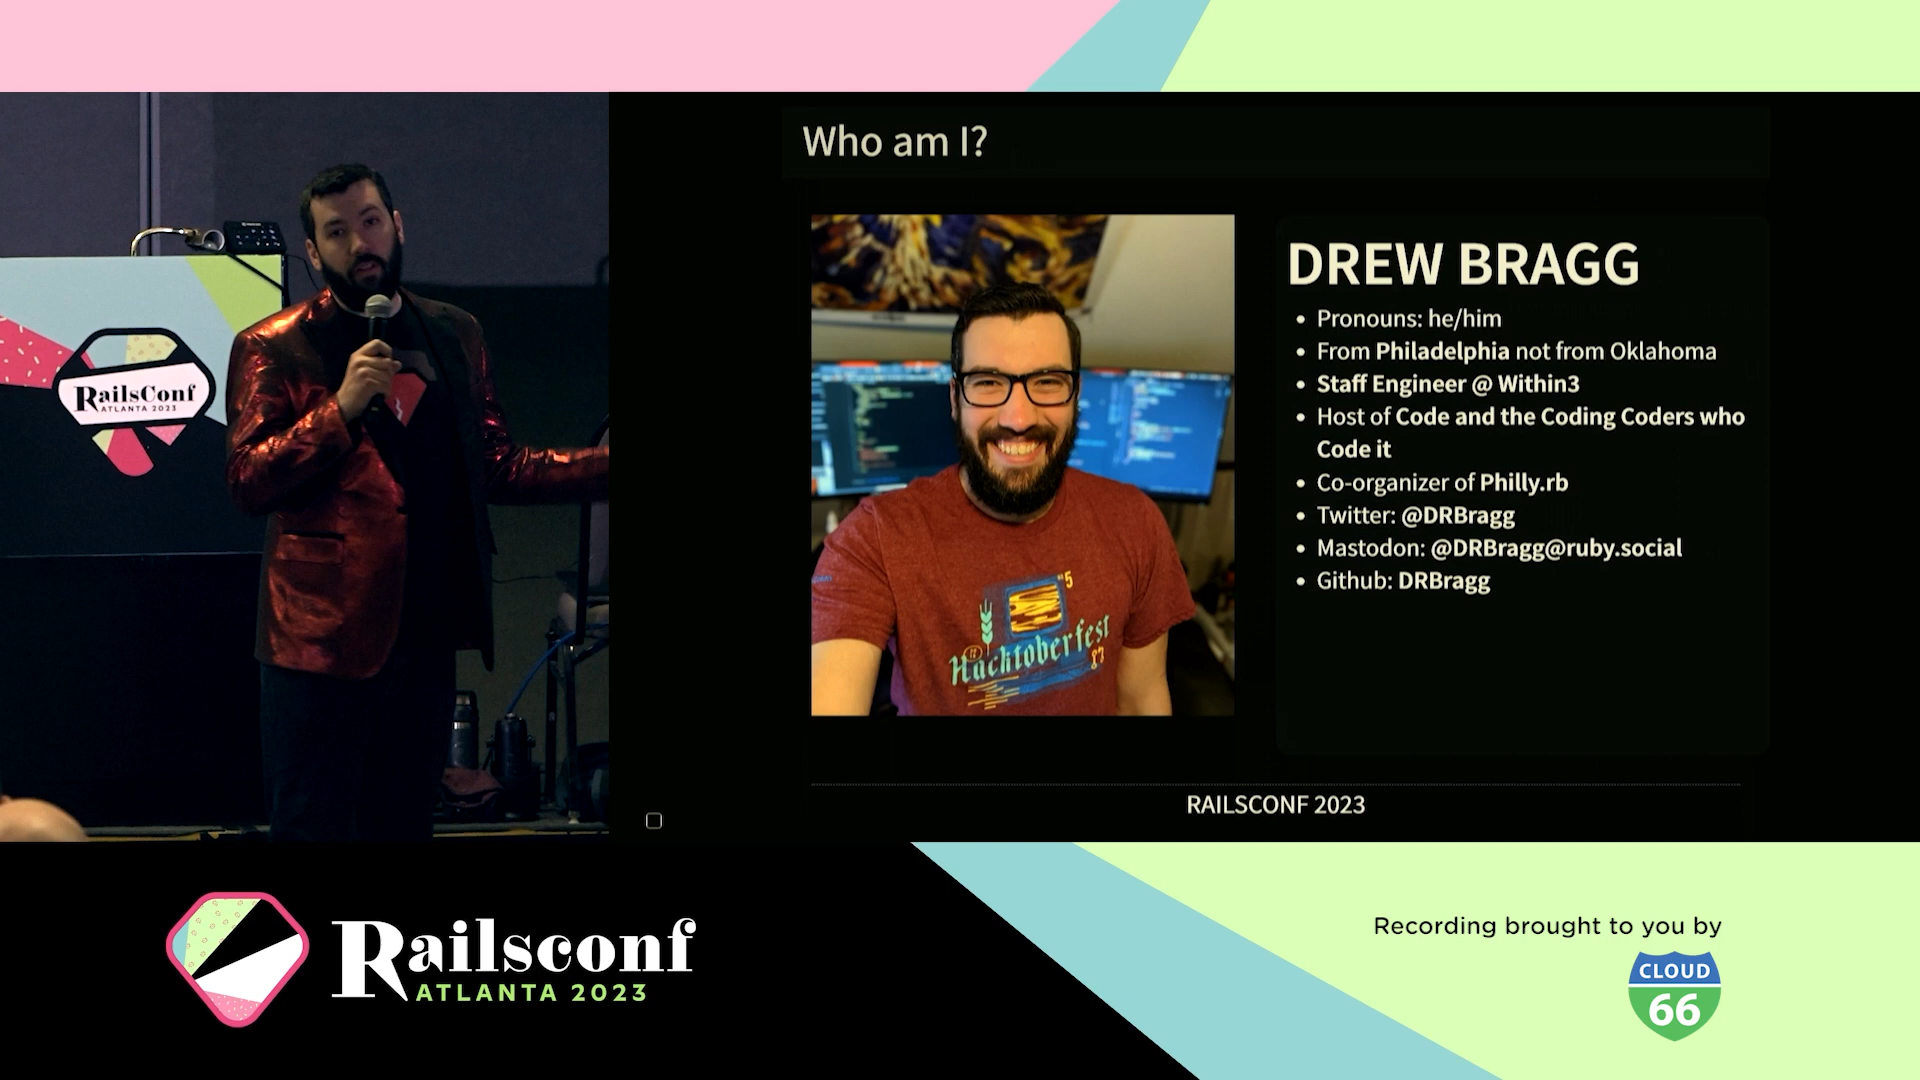 Who am I?
DREW BRAGG
• Pronouns: he/him
• From Philadelphia not from Oklahoma
• Staff Engineer @ Within3
• Host of Code and the Coding Coders who
Code it
• Co-organizer of Philly.rb
• Twitter: @DRBragg
• Mastodon: @DRBragg@ruby.social
• Github: DRBragg
Hacktoberfest
RAILSCONF 2023
RailsConf
ATLANTA 2023
Railsconf
ATLANTA 2023
Recording brought to you by
CLOUD
66